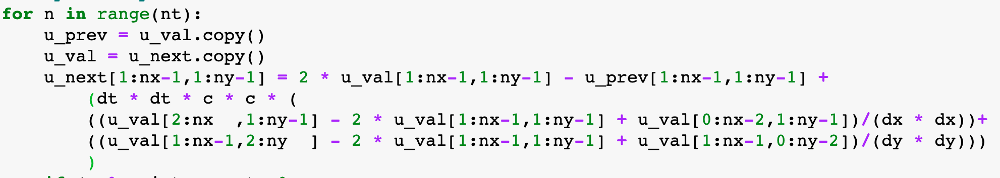 for n in range(nt):
    u_prev = u_val.copy()
    u_val = u_next.copy()
    u_next[1:nx-1,1:ny-1] = 2 * u_val[1:nx-1,1:ny-1] - u_prev[1:nx-1,1:ny-1] +
        (dt * dt * c * c * (
        ((u_val[2:nx  ,1:ny-1] - 2 * u_val[1:nx-1,1:ny-1] + u_val[0:nx-2,1:ny-1])/(dx * dx))+
        ((u_val[1:nx-1,2:ny  ] - 2 * u_val[1:nx-1,1:ny-1] + u_val[1:nx-1,0:ny-2])/(dy * dy)))
        )